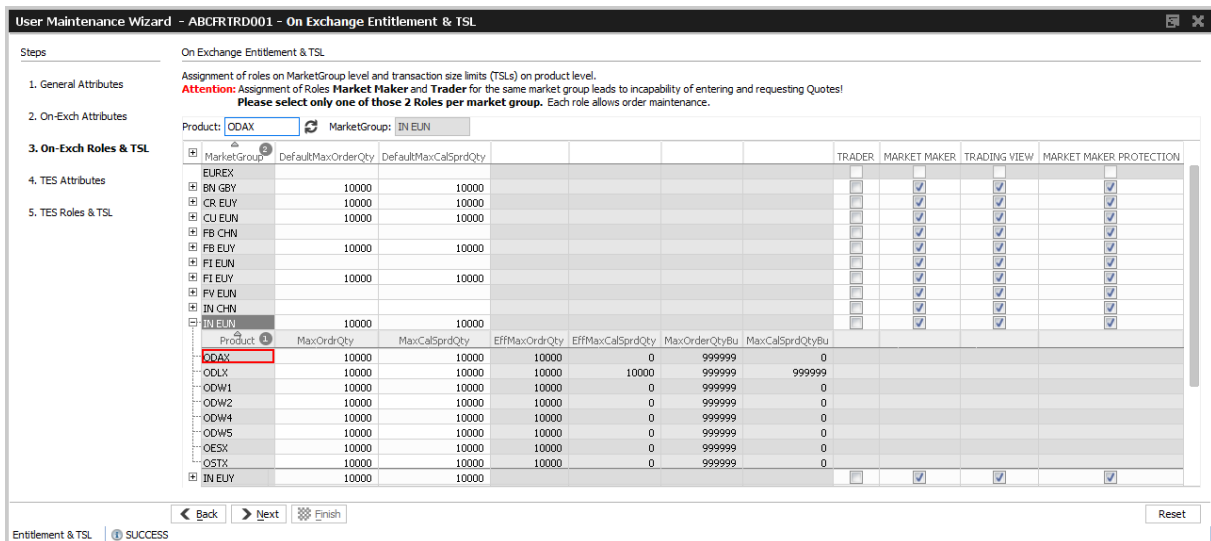 User Maintenance Wizard - ABCFRTRD001 - On Exchange Entitlement & TSL
Steps
1. General Attributes
2. On-Exch Attributes
3. On-Exch Roles & TSL
4. TES Attributes
5. TES Roles & TSL
On Exchange Entitlement & TSL
Assignment of roles on MarketGroup level and transaction size limits (TSLs) on product level.
Attention: Assignment of Roles Market Maker and Trader for the same market group leads to incapability of entering and requesting Quotes!
Please select only one of those 2 Roles per market group. Each role allows order maintenance.
Product: ODAX MarketGroup: IN EUN
MarketGroup 2 DefaultMaxOrderQty DefaultMaxCalSprdQty TRADER MARKET MAKER TRADING VIEW MARKET MAKER PROTECTION
EUREX
BN GBY 10000 10000
CR EUY 10000 10000
CU EUN 10000 10000
FB CHN
FB EUY 10000 10000
FI EUN
FI EUY 10000 10000
FV EUN
IN CHN
IN EUN 10000 10000
Product 1 MaxOrdrQty MaxCalSprdQty EffMaxOrdrQty EffMaxCalSprdQty MaxOrderQtyBu MaxCalSprdQtyBu
ODAX 10000 10000 10000 0 999999 0
ODLX 10000 10000 10000 10000 999999 999999
ODW1 10000 10000 10000 0 999999 0
ODW2 10000 10000 10000 0 999999 0
ODW4 10000 10000 10000 0 999999 0
ODW5 10000 10000 10000 0 999999 0
OESX 10000 10000 10000 0 999999 0
OSTX 10000 10000 10000 0 999999 0
IN EUY 10000 10000
Back Next Finish Reset
Entitlement & TSL SUCCESS